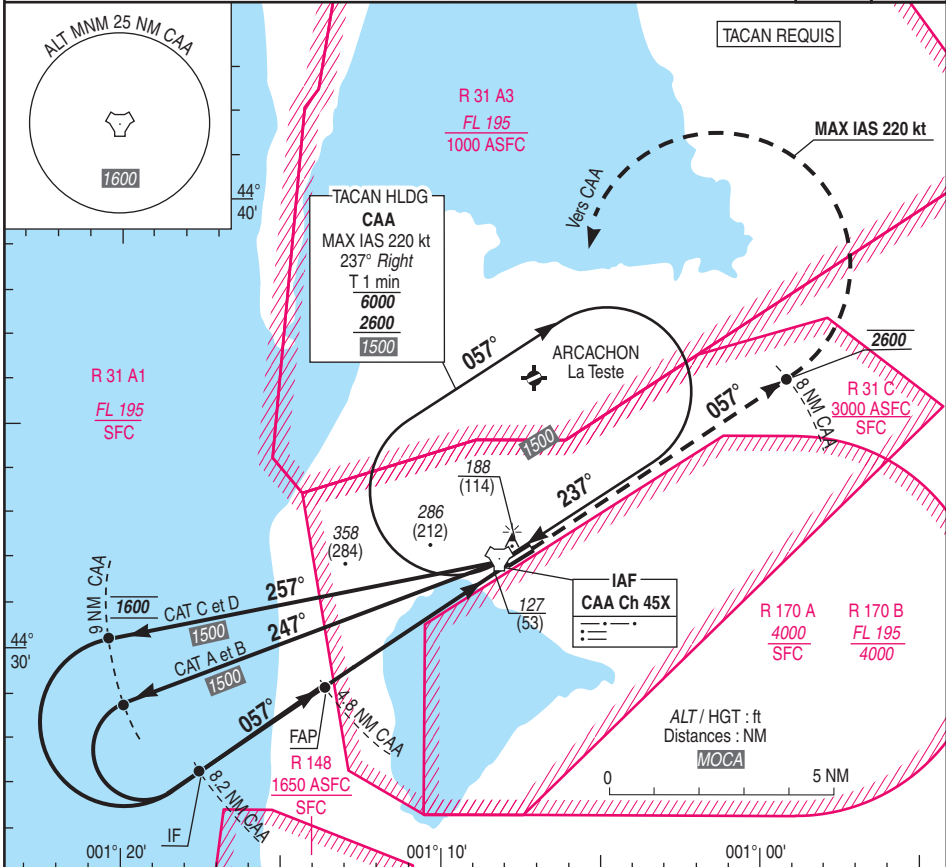 ALT MNM 25 NM CAA
1600
TACAN REQUIS
R 31 A3
FL 195
1000 ASFC
MAX IAS 220 kt
Vers CAA
44°
40'
TACAN HLDG
CAA
MAX IAS 220 kt
237° Right
T 1 min
6000
2600
1500
057°
ARCACHON
La Teste
2600
R 31 A1
FL 195
SFC
057°
8 NM CAA
R 31 C
3000 ASFC
SFC
1500
188
(114)
237°
286
(212)
358
(284)
IAF
CAA Ch 45X
127
(53)
9 NM CAA
1600
CAT C et D
257°
1500
247°
CAT A et B
1500
44°
30'
R 170 A
4000
SFC
R 170 B
FL 195
4000
057°
4.8 NM CAA
FAP
R 148
1650 ASFC
SFC
8.2 NM CAA
IF
ALT / HGT : ft
Distances : NM
MOCA
0
5 NM
001° 20'
001° 10'
001° 00'